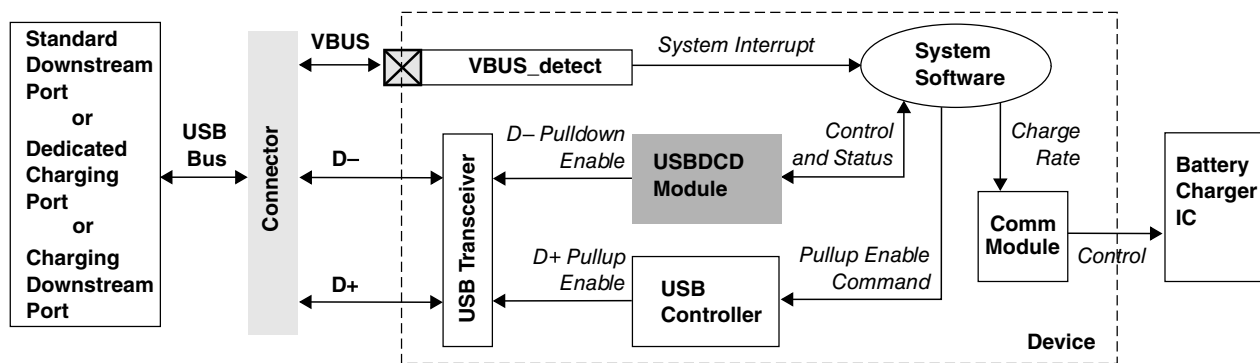 Standard
Downstream
Port
or
Dedicated
Charging
Port
or
Charging
Downstream
Port
USB
Bus
Connector
VBUS
D–
D+
VBUS_detect
System Interrupt
System
Software
USB Transceiver
D– Pulldown
Enable
USBDCD
Module
Control
and Status
Charge
Rate
D+ Pullup
Enable
USB
Controller
Pullup Enable
Command
Comm
Module
Control
Battery
Charger
IC
Device